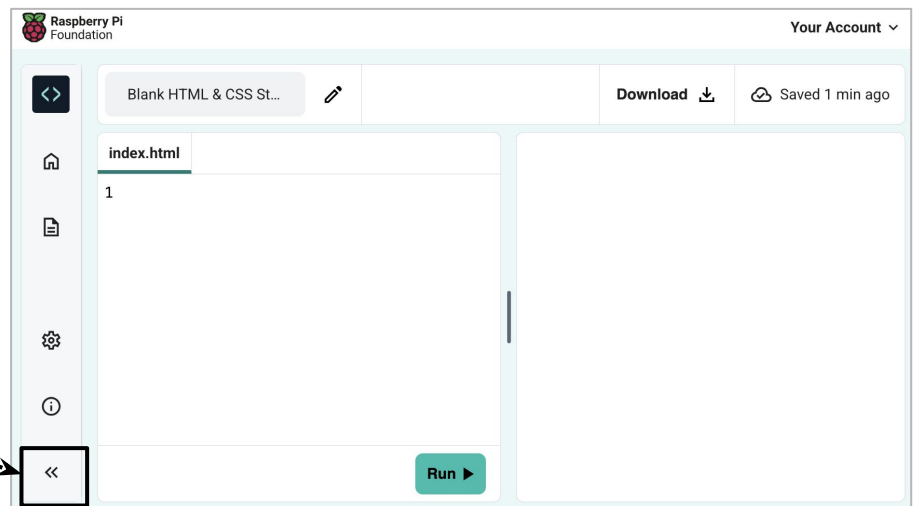 Raspberry Pi
Foundation
Your Account
Blank HTML & CSS St...
Download
Saved 1 min ago
index.html
1
Run